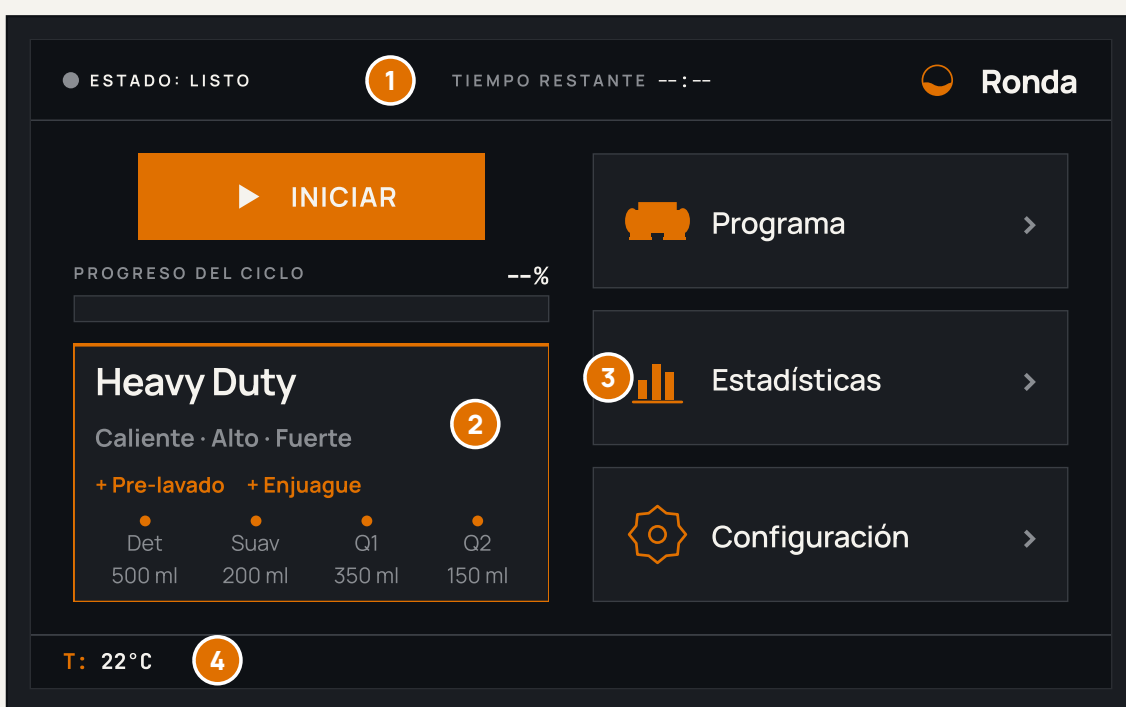 ESTADO: LISTO
1
TIEMPO RESTANTE --:--
Ronda
INICIAR
PROGRESO DEL CICLO --%
Heavy Duty
2
Caliente · Alto · Fuerte
+ Pre-lavado + Enjuague
Det Suav Q1 Q2
500 ml 200 ml 350 ml 150 ml
Programa
3
Estadísticas
Configuración
T: 22°C
4